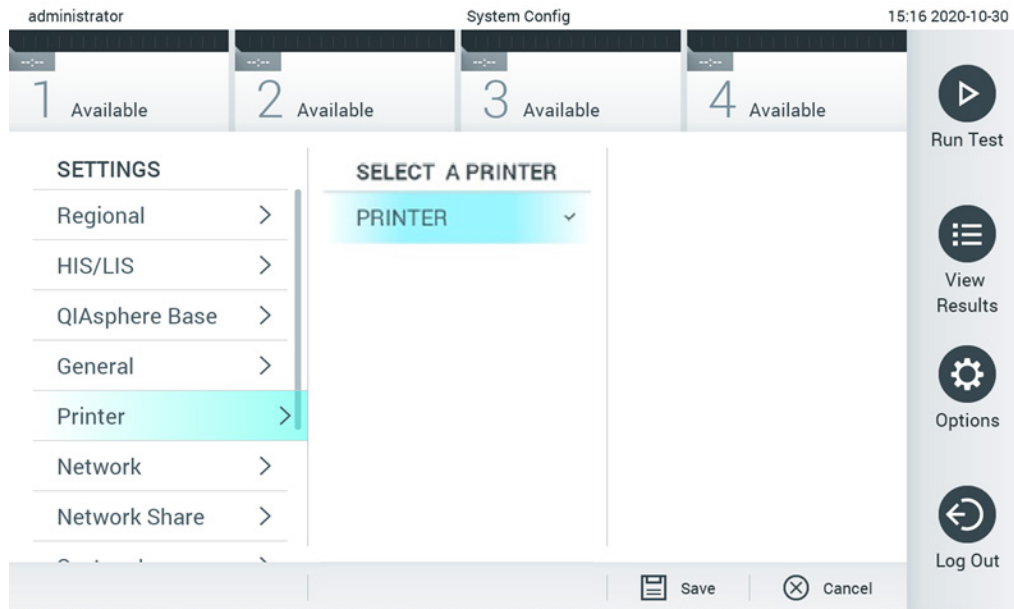 administrator System Config 15:16 2020-10-30
--:-- --:-- --:-- --:--
1 Available 2 Available 3 Available 4 Available
Run Test
SETTINGS
Regional
HIS/LIS
QIAsphere Base
General
Printer
Network
Network Share
SELECT A PRINTER
PRINTER
View
Results
Options
Log Out
Save Cancel